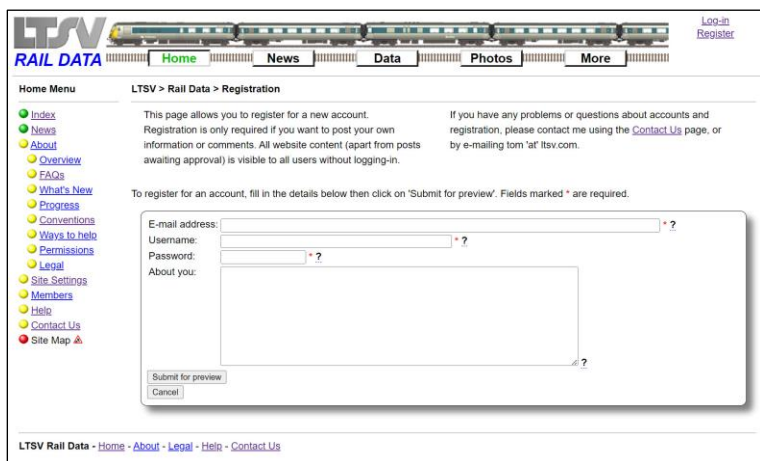 LTSV
RAIL DATA
Home
News
Data
Photos
More
Log-in
Register
Home Menu
Index
News
About
Overview
FAQs
What's New
Progress
Conventions
Ways to help
Permissions
Legal
Site Settings
Members
Help
Contact Us
Site Map
LTSV > Rail Data > Registration
This page allows you to register for a new account.
Registration is only required if you want to post your own
information or comments. All website content (apart from posts
awaiting approval) is visible to all users without logging-in.
If you have any problems or questions about accounts and
registration, please contact me using the Contact Us page, or
by e-mailing tom 'at' ltsv.com.
To register for an account, fill in the details below then click on 'Submit for preview'. Fields marked * are required.
E-mail address: * ?
Username: * ?
Password: * ?
About you: ?
Submit for preview
Cancel
LTSV Rail Data - Home - About - Legal - Help - Contact Us